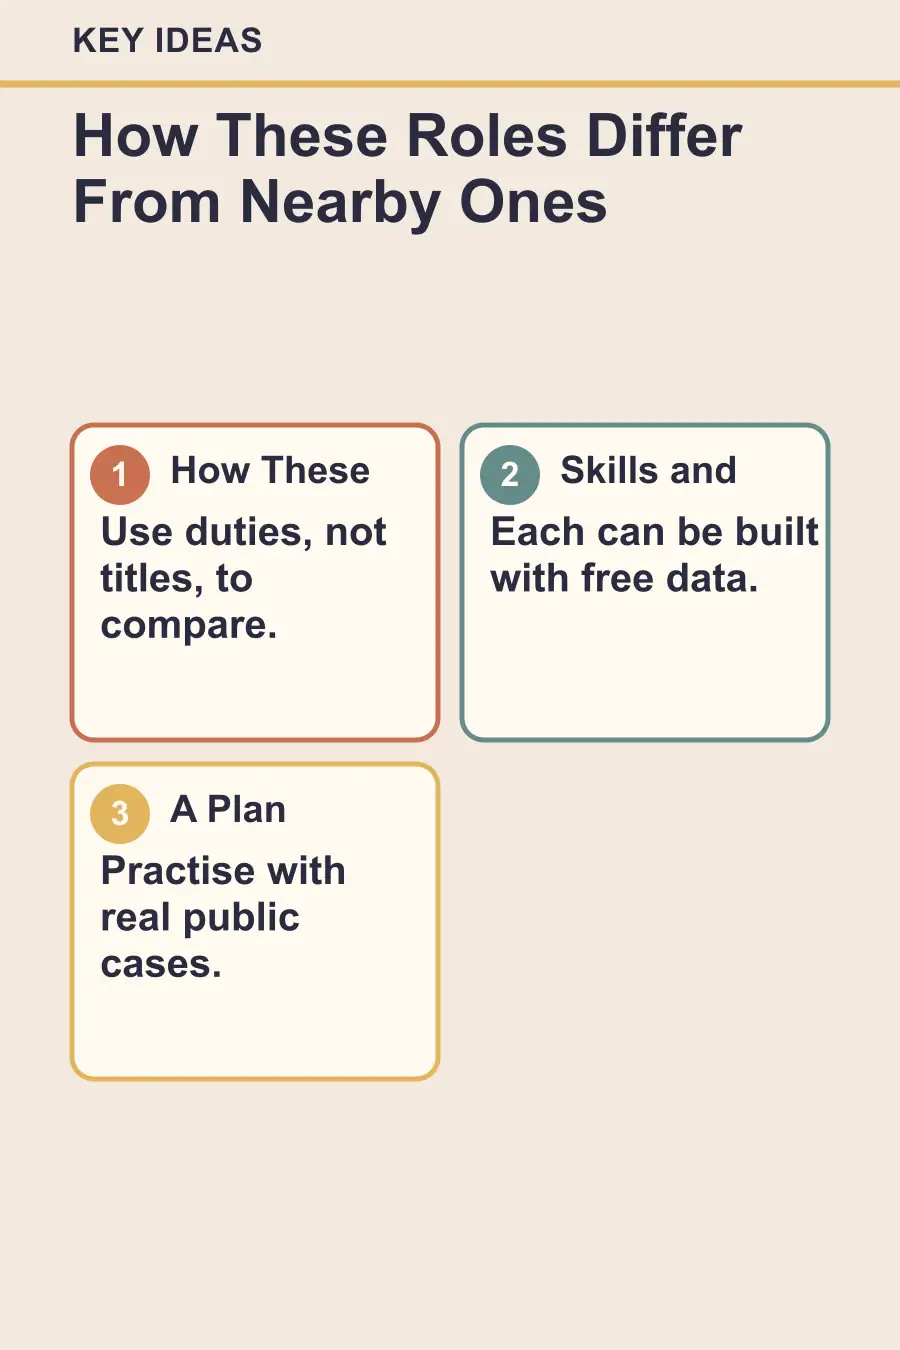 KEY IDEAS
How These Roles Differ
From Nearby Ones
1 How These
Use duties, not
titles, to
compare.
2 Skills and
Each can be built
with free data.
3 A Plan
Practise with
real public
cases.